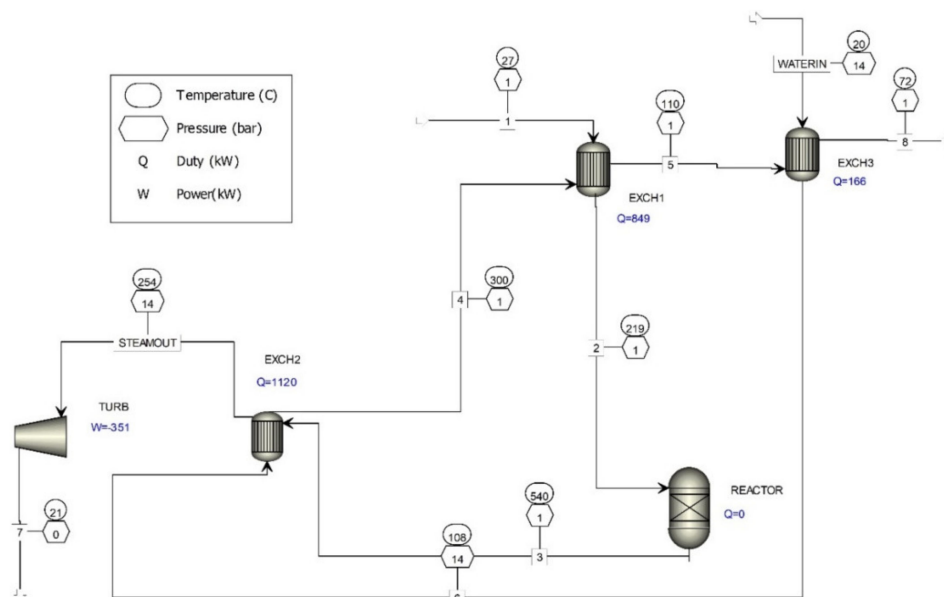 Temperature (C)
Pressure (bar)
Q Duty (kW)
W Power(kW)
27
1
1
20
14
WATERIN
72
1
8
110
1
5
EXCH3
Q=166
EXCH1
Q=849
300
1
4
254
14
STEAMOUT
219
1
2
EXCH2
Q=1120
TURB
W=-351
REACTOR
Q=0
540
1
3
21
0
7
108
14